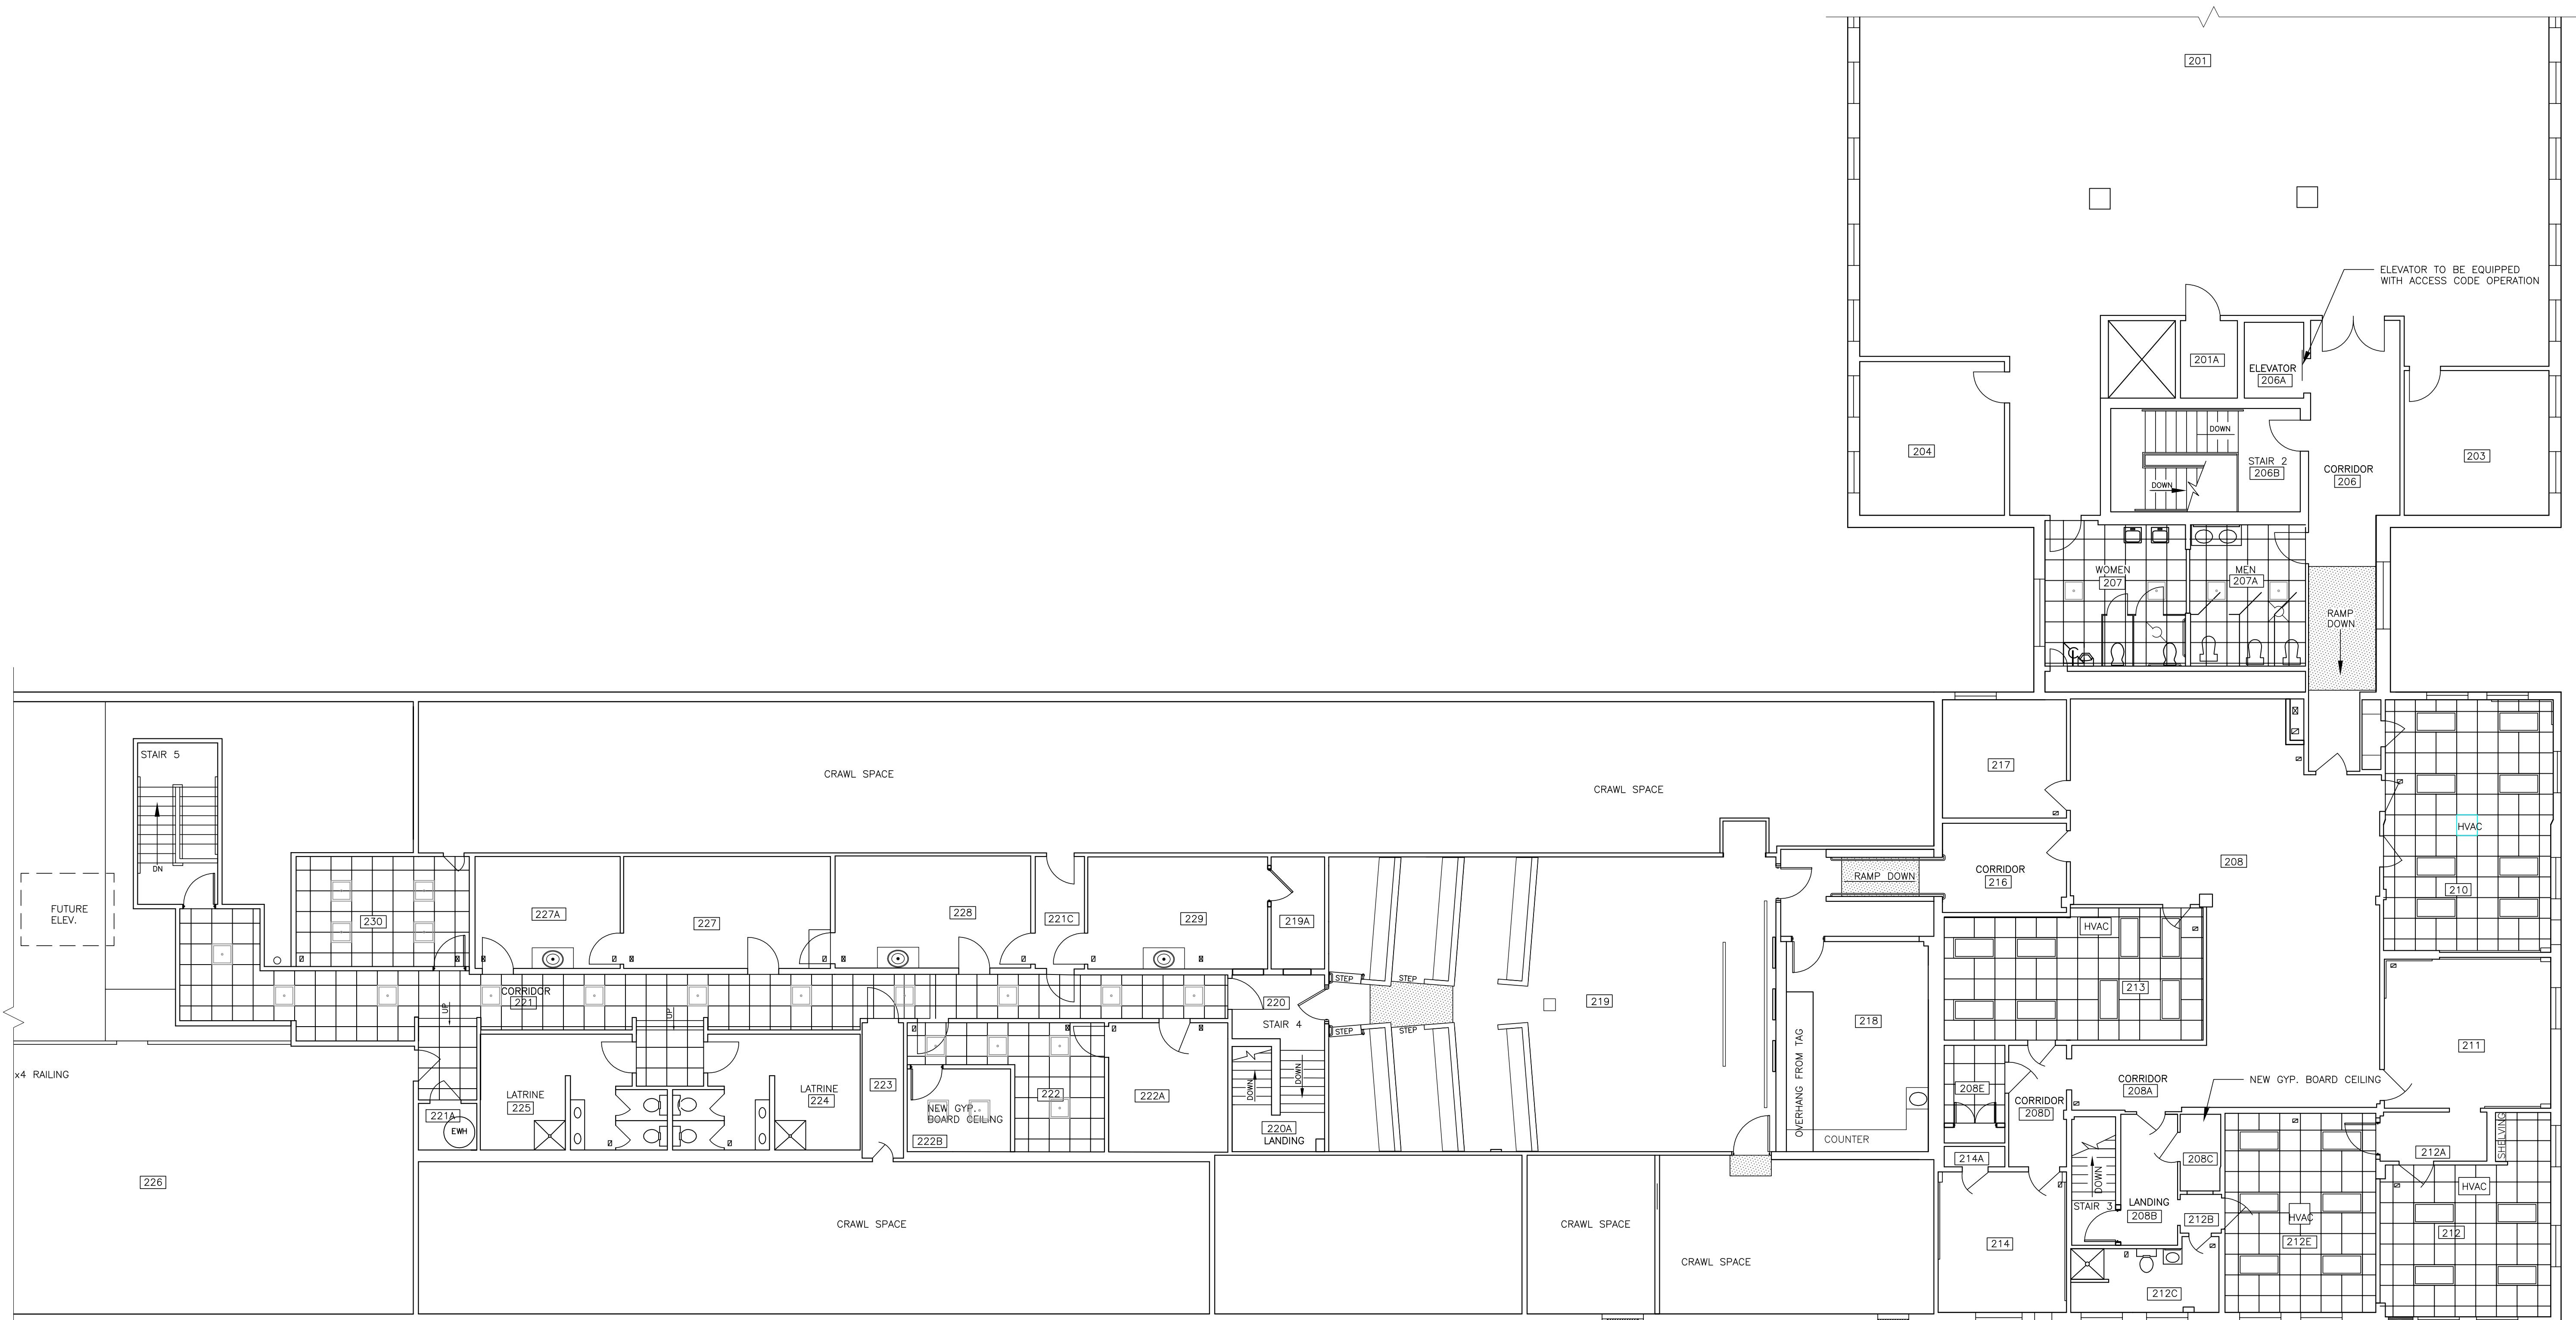 201
ELEVATOR TO BE EQUIPPED
WITH ACCESS CODE OPERATION
201A
ELEVATOR
206A
DOWN
204
STAIR 2
206B
203
CORRIDOR
206
DOWN
WOMEN
207
MEN
207A
RAMP
DOWN
STAIR 5
CRAWL SPACE
CRAWL SPACE
217
HVAC
208
DN
CORRIDOR
216
RAMP DOWN
210
FUTURE
ELEV.
230
227A
227
228
221C
229
219A
HVAC
213
STEP
STEP
CORRIDOR
221
220
219
UP
UP
STAIR 4
STEP
STEP
218
211
x4 RAILING
OVERHANG FROM TAG
LATRINE
225
LATRINE
224
223
222
222A
DOWN
DOWN
208E
CORRIDOR
208A
NEW GYP. BOARD CEILING
CORRIDOR
208D
221A
EWH
NEW GYP.
BOARD CEILING
222B
220A
LANDING
COUNTER
SHELVING
212A
214A
208C
226
DOWN
HVAC
LANDING
208B
STAIR 3
212B
HVAC
212
CRAWL SPACE
CRAWL SPACE
214
212E
CRAWL SPACE
212C